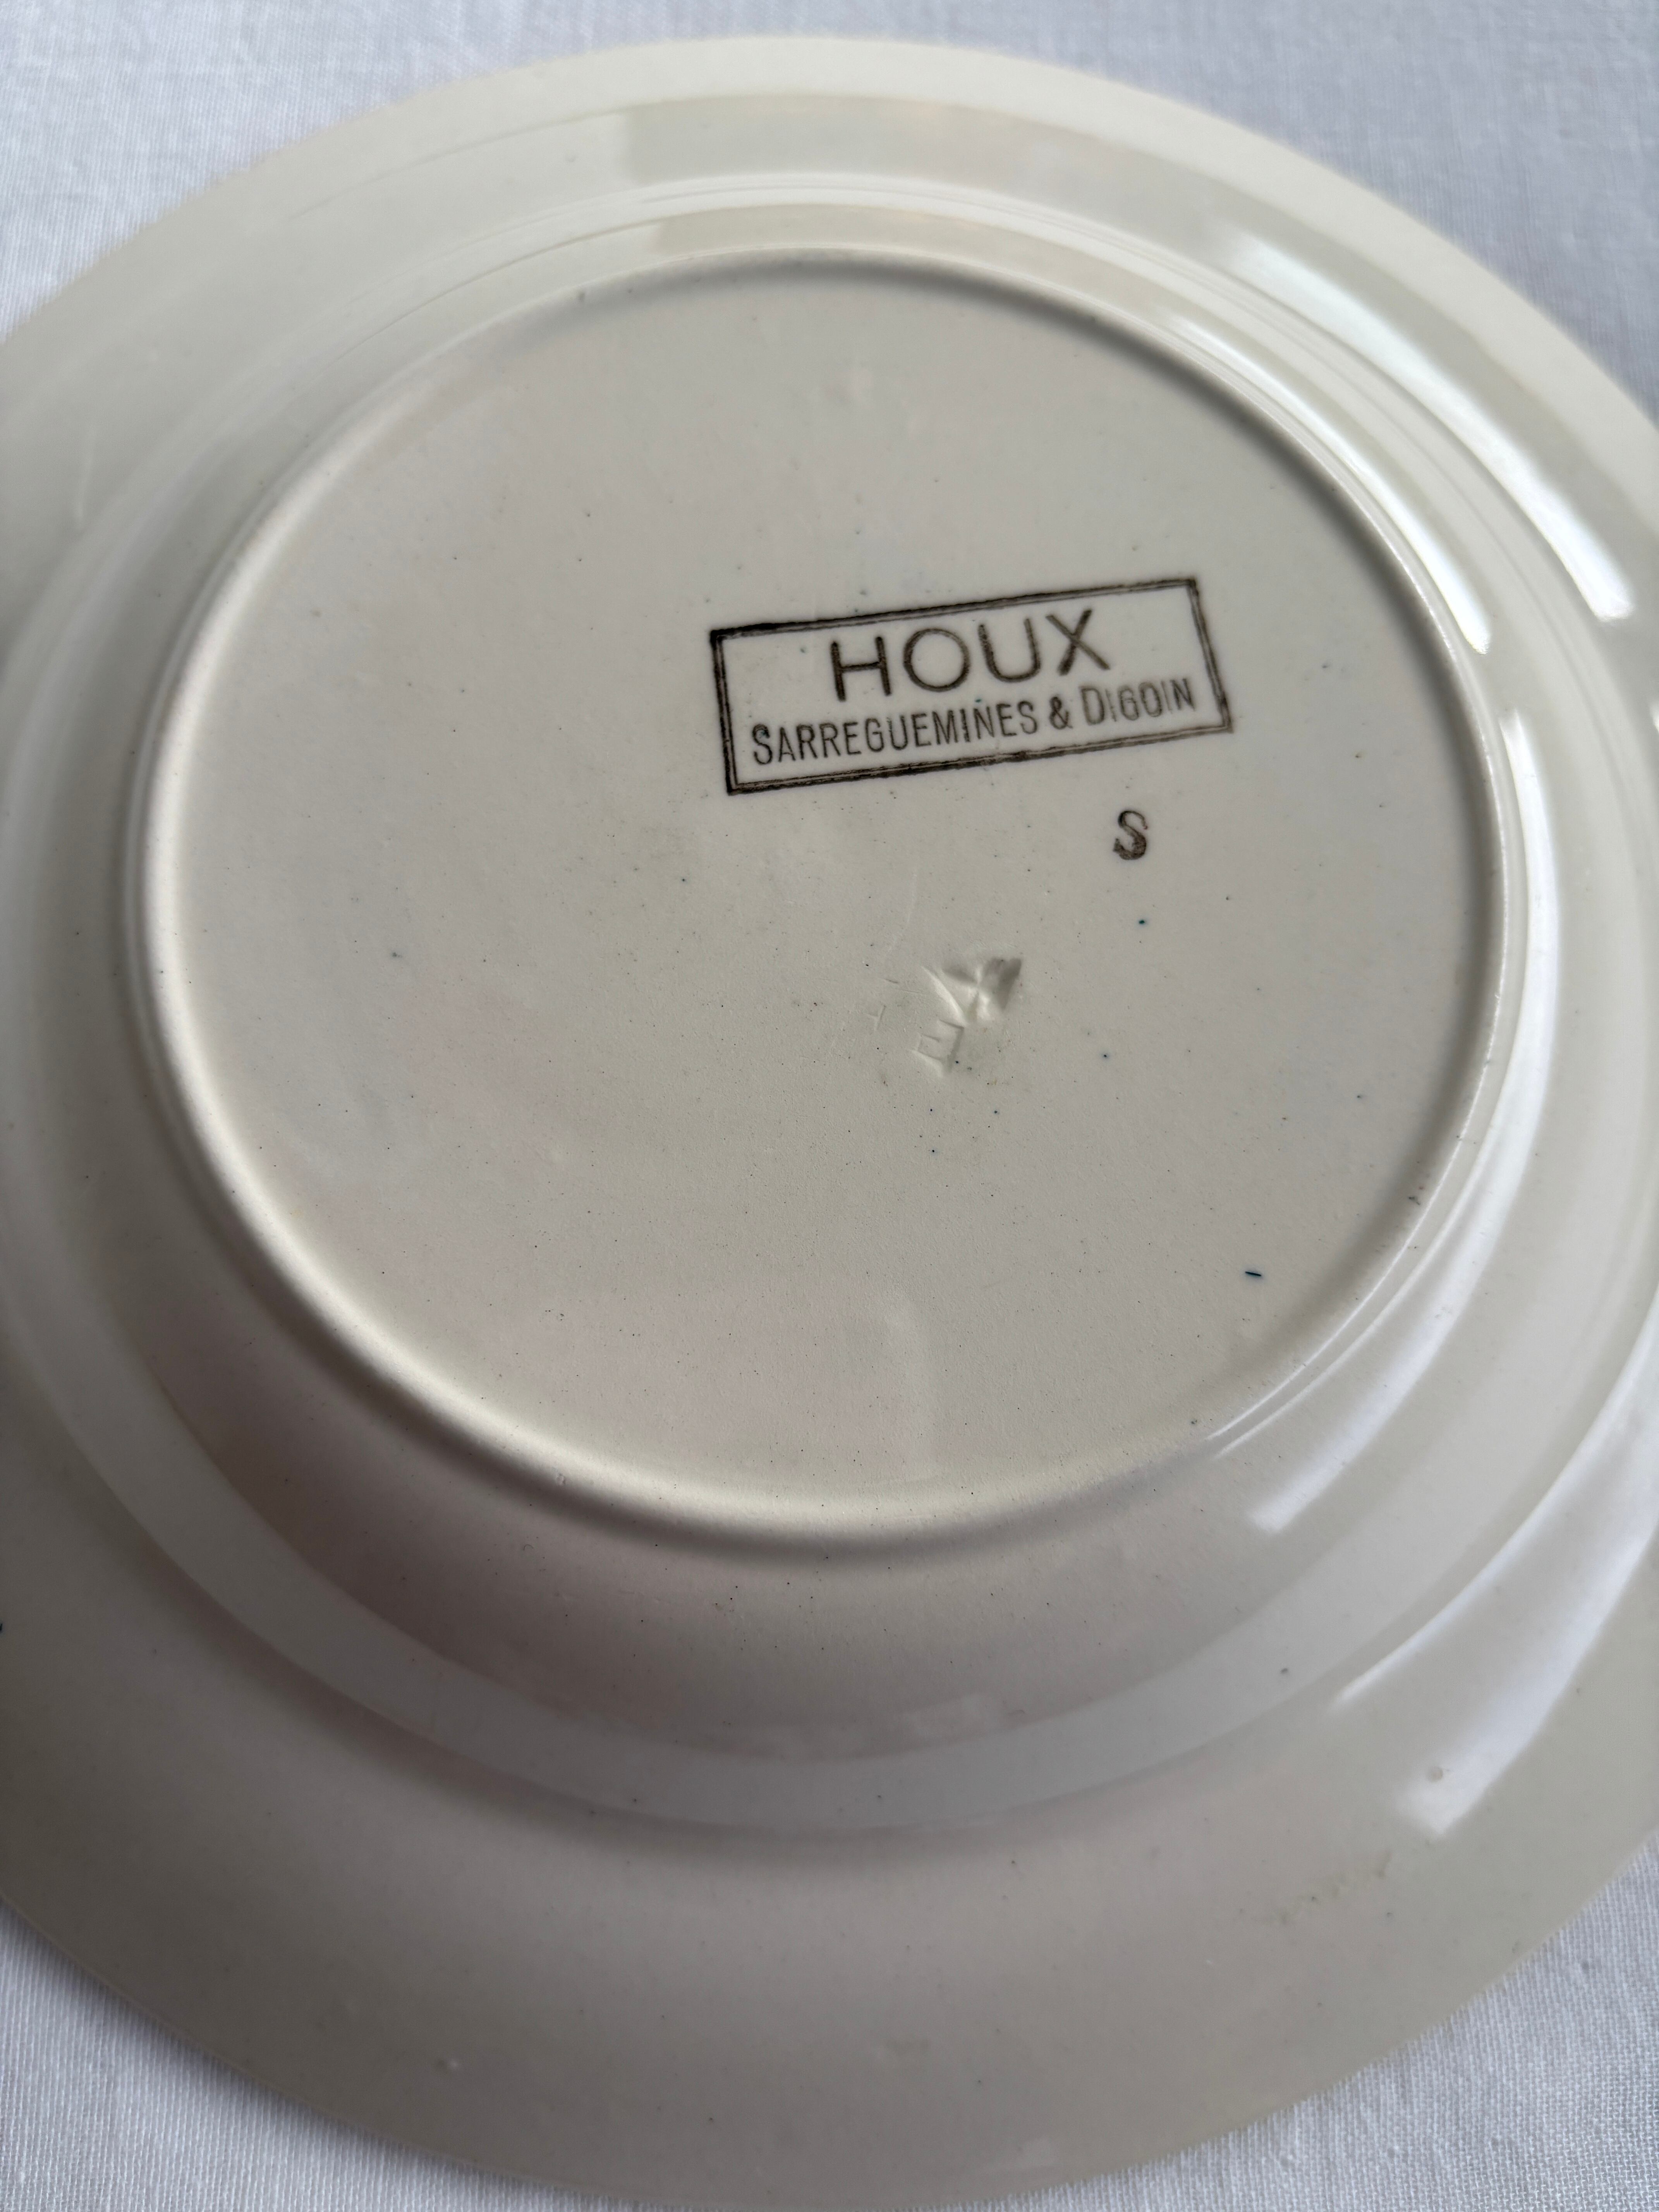 HOUX
SARREGUEMINES & DIGOIN
S